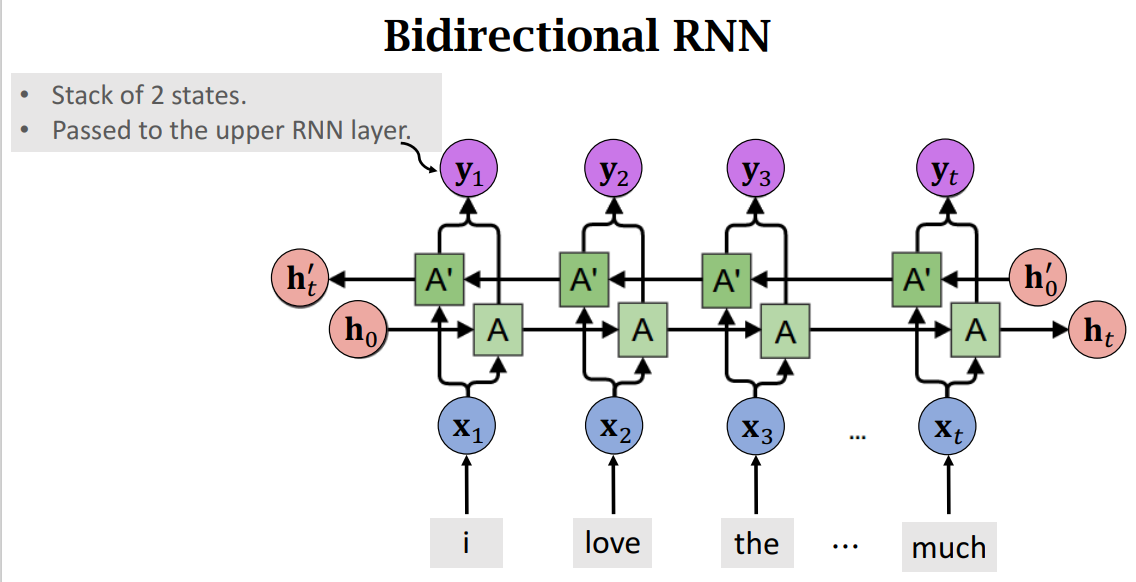 Bidirectional RNN
• Stack of 2 states.
• Passed to the upper RNN layer.
y₁ y₂ y₃ yₜ
h′ₜ A' A' A' A' h′₀
h₀ A A A A hₜ
x₁ x₂ x₃ ... xₜ
i love the ... much